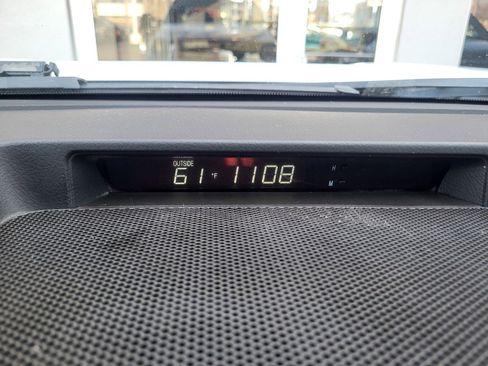 OUTSIDE
61 °F 1108
H
M